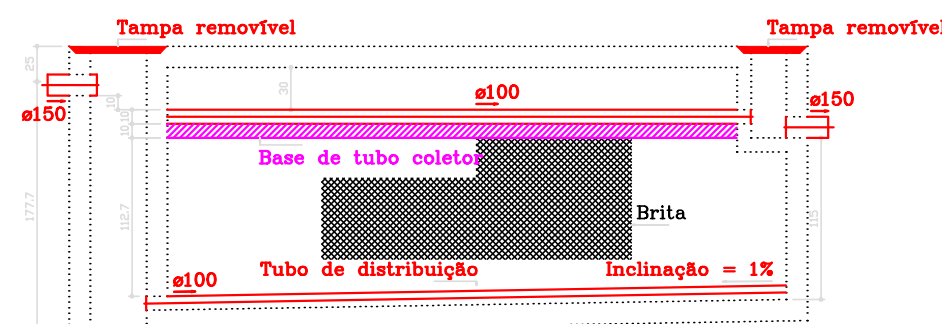 Tampa removível
Tampa removível
25
30
ø100
10
ø150
ø150
10
10
Base de tubo coletor
177.7
112.7
Brita
115
Tubo de distribuição
Inclinação = 1%
ø100